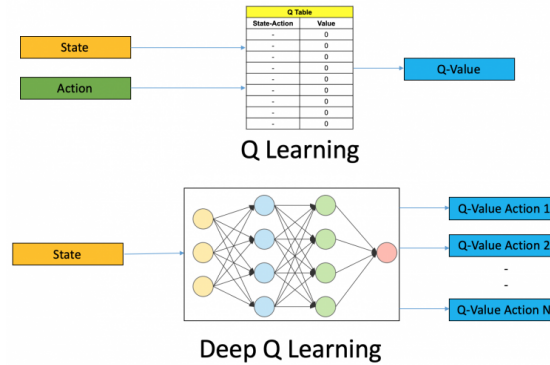 Q Table
State-Action Value
- 0
- 0
- 0
- 0
- 0
- 0
- 0
- 0
- 0
State
Action
Q-Value
Q Learning
State
Q-Value Action 1
Q-Value Action 2
-
-
Q-Value Action N
Deep Q Learning